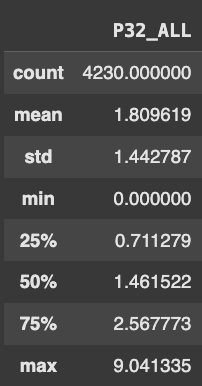 P32_ALL
count 4230.000000
mean 1.809619
std 1.442787
min 0.000000
25% 0.711279
50% 1.461522
75% 2.567773
max 9.041335